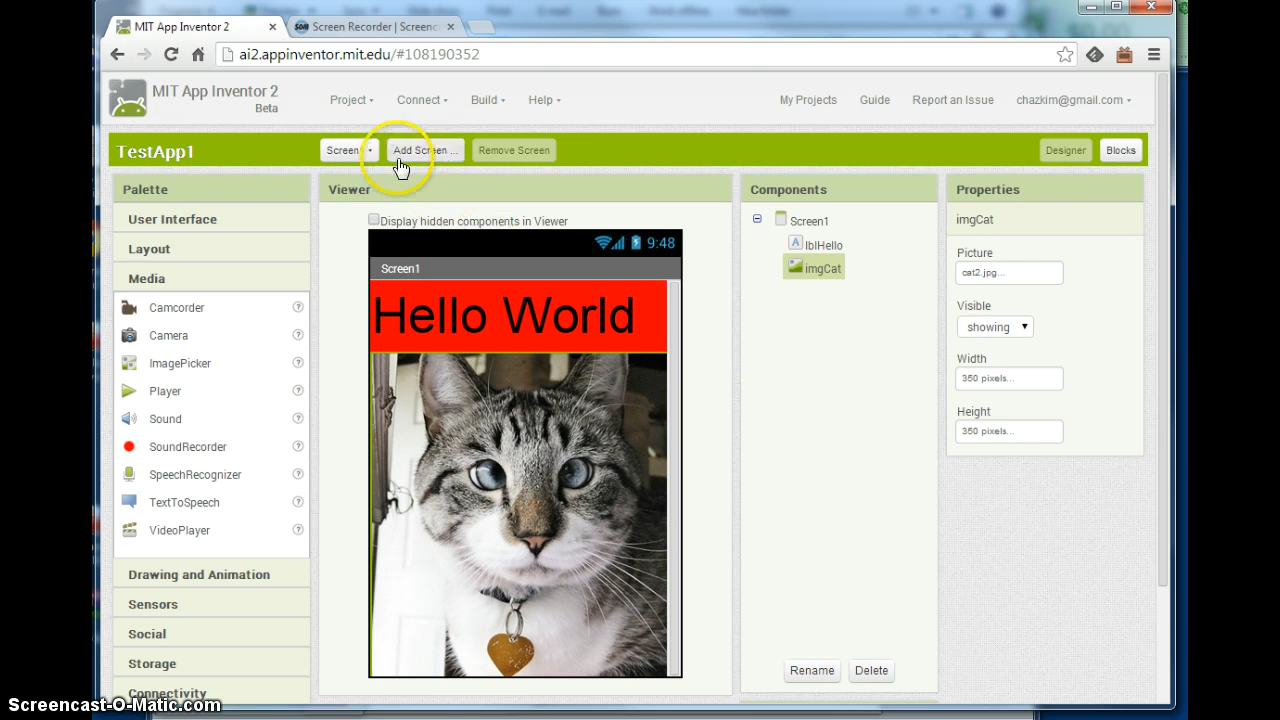 MIT App Inventor 2
Screen Recorder | Screenc
ai2.appinventor.mit.edu/#108190352
MIT App Inventor 2
Beta
Project
Connect
Build
Help
My Projects
Guide
Report an Issue
chazkim@gmail.com
TestApp1
Screen
Add Screen ...
Remove Screen
Designer
Blocks
Palette
User Interface
Layout
Media
Camcorder
Camera
ImagePicker
Player
Sound
SoundRecorder
SpeechRecognizer
TextToSpeech
VideoPlayer
Drawing and Animation
Sensors
Social
Storage
Connectivity
Viewer
Display hidden components in Viewer
9:48
Screen1
Hello World
Components
Screen1
A lblHello
imgCat
Rename
Delete
Properties
imgCat
Picture
cat2.jpg...
Visible
showing
Width
350 pixels...
Height
350 pixels...
Screencast-O-Matic.com